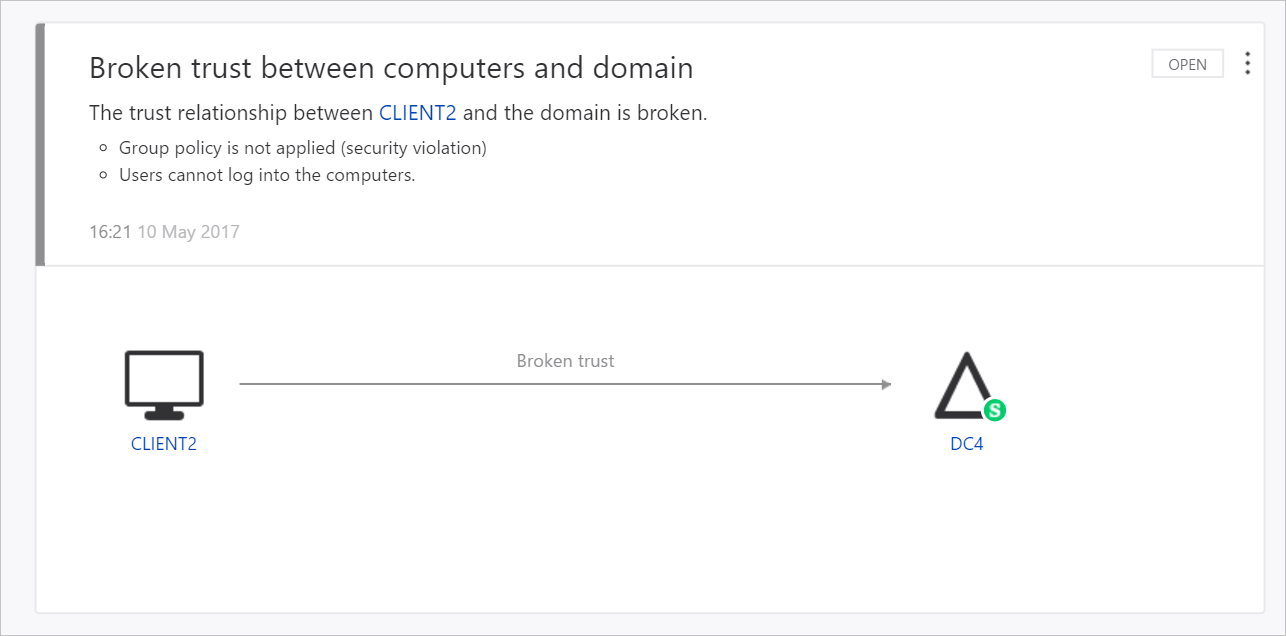 Broken trust between computers and domain
OPEN
The trust relationship between CLIENT2 and the domain is broken.
Group policy is not applied (security violation)
Users cannot log into the computers.
16:21 10 May 2017
Broken trust
S
CLIENT2
DC4